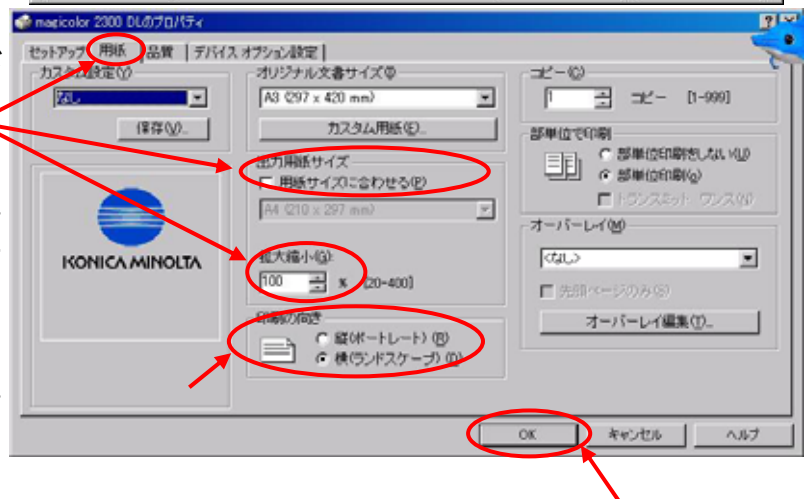 magicolor 2300 DLのプロパティ
セットアップ 用紙 品質 デバイス オプション設定
カスタム設定(Y)
なし
保存(V)...
オリジナル文書サイズ
A3 (297 x 420 mm)
カスタム用紙(E)...
出力用紙サイズ
用紙サイズに合わせる(P)
A4 (210 x 297 mm)
拡大縮小(G):
100 % [20-400]
印刷の向き
縦(ポートレート) (R)
横(ランドスケープ) (D)
コピー(C)
1 コピー [1-999]
部単位で印刷
部単位印刷をしない(U)
部単位印刷(Q)
トランスミット ワンス(N)
オーバーレイ(M)
<なし>
先頭ページのみ(S)
オーバーレイ編集(T)...
KONICA MINOLTA
OK キャンセル ヘルプ